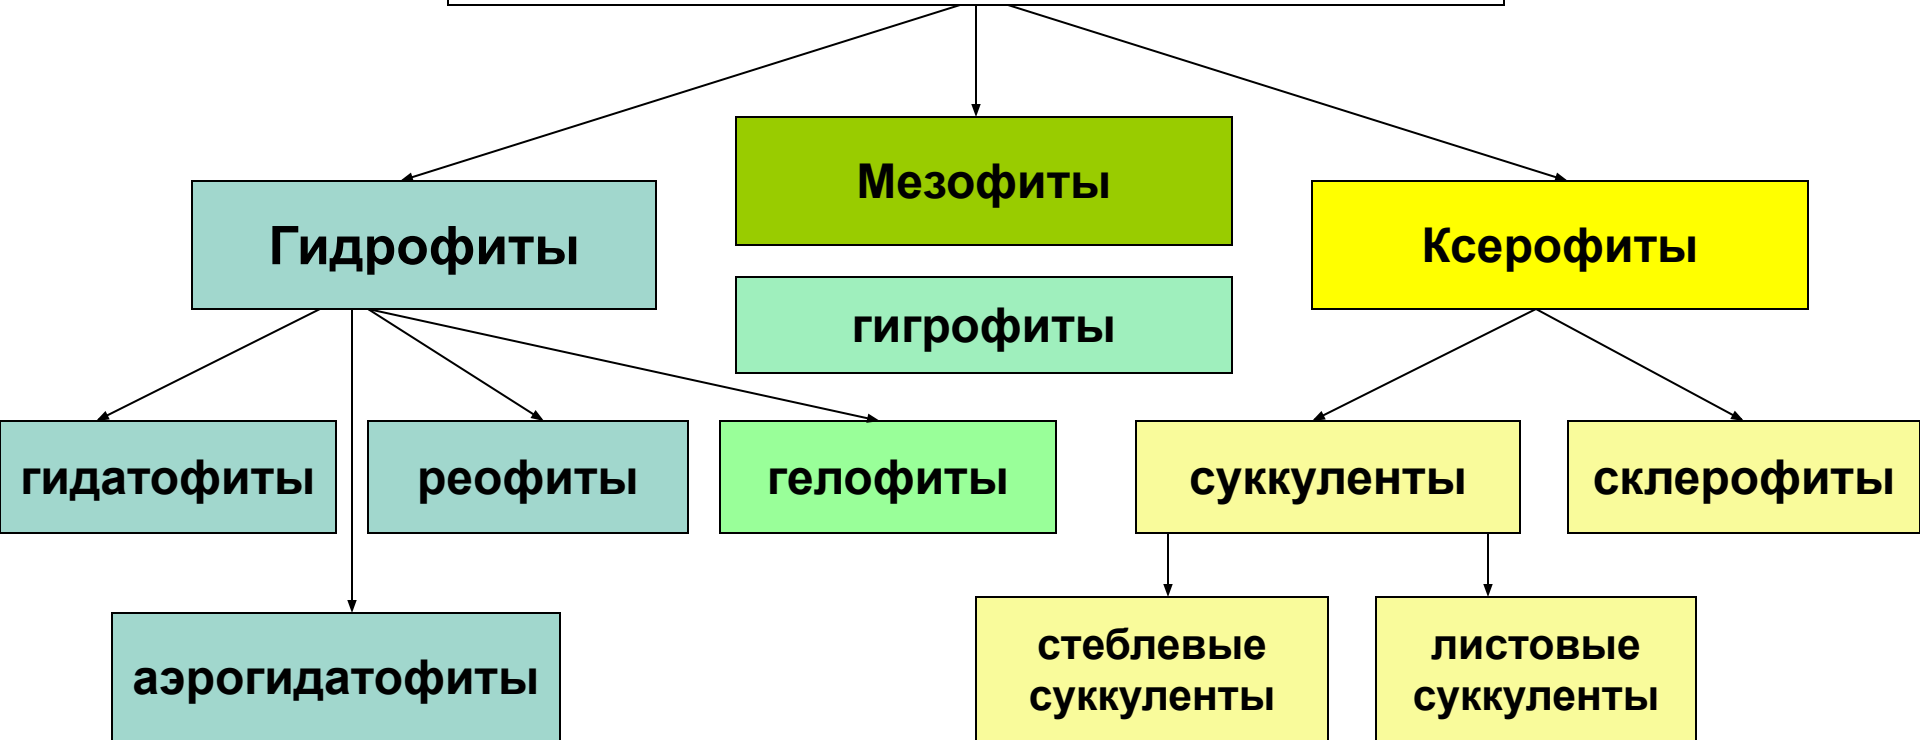 Мезофиты
Гидрофиты
Ксерофиты
гигрофиты
гидатофиты
реофиты
гелофиты
суккуленты
склерофиты
аэрогидатофиты
стеблевые
суккуленты
листовые
суккуленты